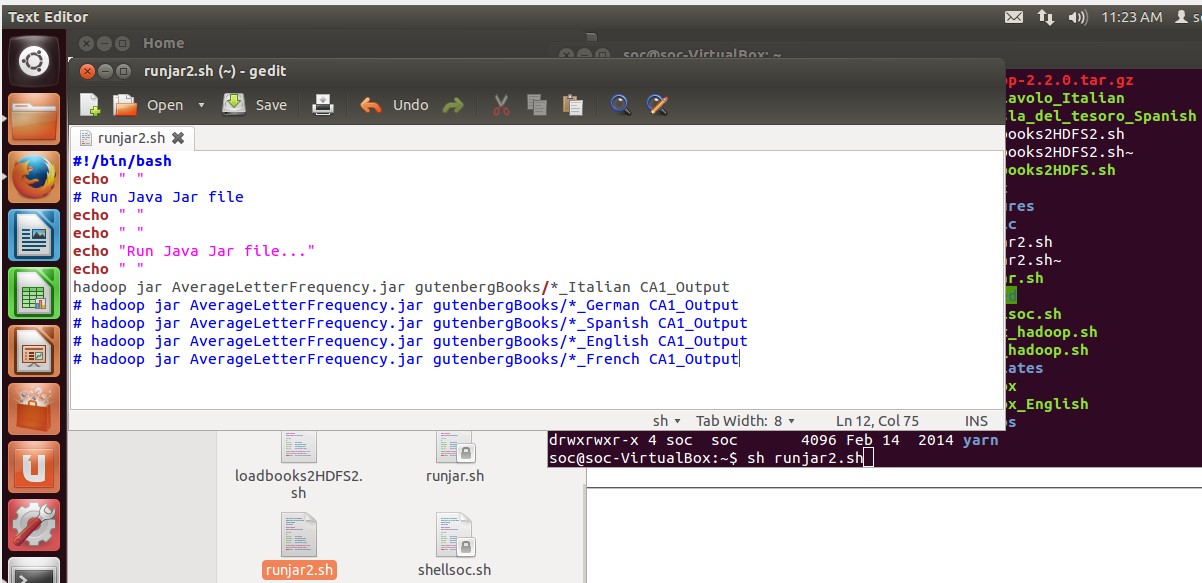 Text Editor
11:23 AM
Home
soc@soc-VirtualBox: ~
runjar2.sh (~) - gedit
Open Save Undo
runjar2.sh
#!/bin/bash
echo " "
# Run Java Jar file
echo " "
echo " "
echo "Run Java Jar file..."
echo " "
hadoop jar AverageLetterFrequency.jar gutenbergBooks/*_Italian CA1_Output
# hadoop jar AverageLetterFrequency.jar gutenbergBooks/*_German CA1_Output
# hadoop jar AverageLetterFrequency.jar gutenbergBooks/*_Spanish CA1_Output
# hadoop jar AverageLetterFrequency.jar gutenbergBooks/*_English CA1_Output
# hadoop jar AverageLetterFrequency.jar gutenbergBooks/*_French CA1_Output
sh Tab Width: 8 Ln 12, Col 75 INS
op-2.2.0.tar.gz
avolo_Italian
la_del_tesoro_Spanish
ooks2HDFS2.sh
ooks2HDFS2.sh~
ooks2HDFS.sh
res
c
r2.sh
r2.sh~
r.sh
soc.sh
_hadoop.sh
hadoop.sh
ates
x
x_English
s
drwxrwxr-x 4 soc soc 4096 Feb 14 2014 yarn
soc@soc-VirtualBox:~$ sh runjar2.sh
loadbooks2HDFS2.
sh
runjar.sh
runjar2.sh
shellsoc.sh